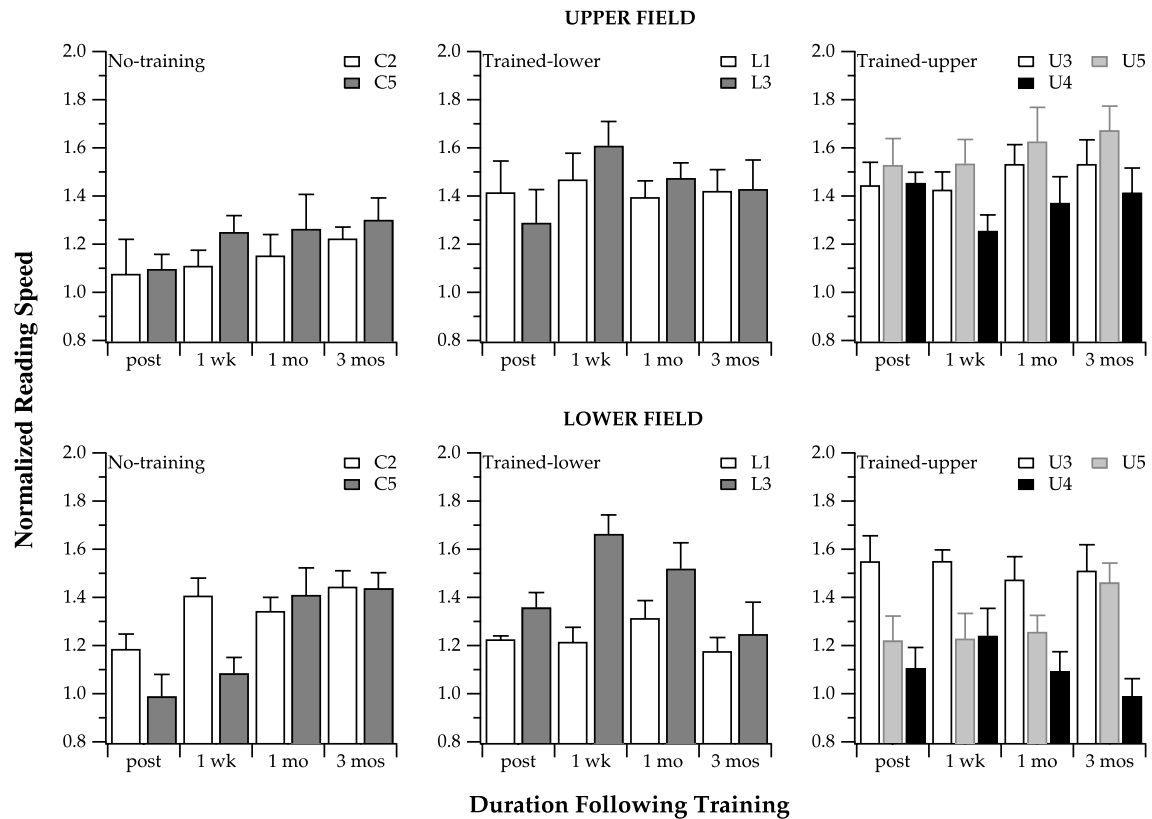 UPPER FIELD
No-training
C2
C5
2.0
1.8
1.6
1.4
1.2
1.0
0.8
post 1 wk 1 mo 3 mos
Trained-lower
L1
L3
2.0
1.8
1.6
1.4
1.2
1.0
0.8
post 1 wk 1 mo 3 mos
Trained-upper
U3 U5
U4
2.0
1.8
1.6
1.4
1.2
1.0
0.8
post 1 wk 1 mo 3 mos
Normalized Reading Speed
LOWER FIELD
No-training
C2
C5
2.0
1.8
1.6
1.4
1.2
1.0
0.8
post 1 wk 1 mo 3 mos
Trained-lower
L1
L3
2.0
1.8
1.6
1.4
1.2
1.0
0.8
post 1 wk 1 mo 3 mos
Trained-upper
U3 U5
U4
2.0
1.8
1.6
1.4
1.2
1.0
0.8
post 1 wk 1 mo 3 mos
Duration Following Training